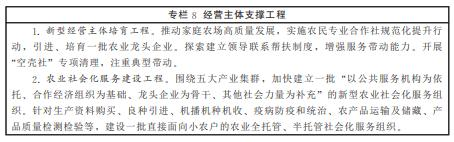 专栏 8 经营主体支撑工程
1. 新型经营主体培育工程。推动家庭农场高质量发展，实施农民专业合作社规范化提升行
动，引进、培育一批农业龙头企业。探索建立领导联系帮扶制度，增强服务带动能力。开展
“空壳社”专项清理，注重典型带动。
2. 农业社会化服务建设工程。围绕五大产业集群，加快建立一批“以公共服务机构为依
托、合作经济组织为基础、龙头企业为骨干、其他社会力量为补充”的新型农业社会化服务组
织。针对生产资料购买、良种引进、机播机种机收、疫病防疫和统治、农产品运输及储藏、产
品质量检测检验等，建设一批直接面向小农户的农业全托管、半托管社会化服务组织。